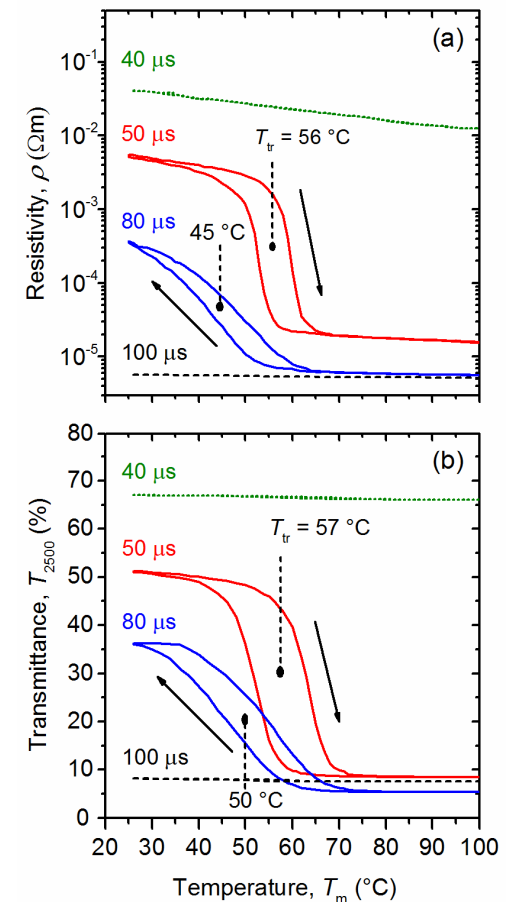 (a)
40 μs
50 μs
T_tr = 56 °C
80 μs
45 °C
100 μs
10⁻¹
10⁻²
10⁻³
10⁻⁴
10⁻⁵
Resistivity, ρ (Ωm)
(b)
40 μs
T_tr = 57 °C
50 μs
80 μs
100 μs
50 °C
80
70
60
50
40
30
20
10
0
Transmittance, T₂₅₀₀ (%)
20 30 40 50 60 70 80 90 100
Temperature, T_m (°C)